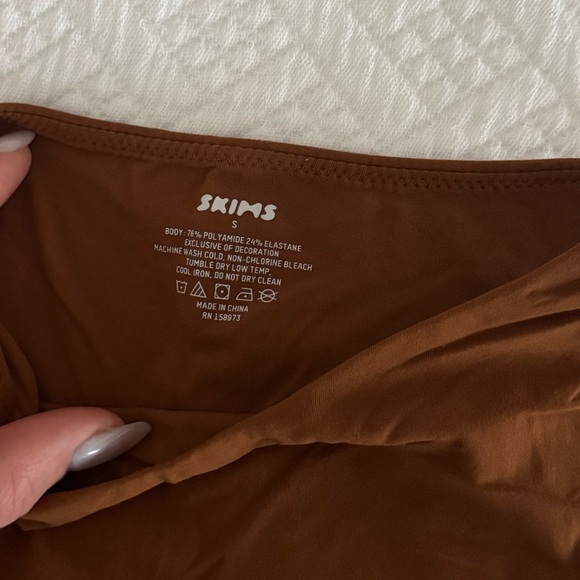 SKIMS
S
BODY: 76% POLYAMIDE 24% ELASTANE
EXCLUSIVE OF DECORATION
MACHINE WASH COLD, NON-CHLORINE BLEACH
TUMBLE DRY LOW TEMP,
COOL IRON, DO NOT DRY CLEAN
MADE IN CHINA
RN 158973